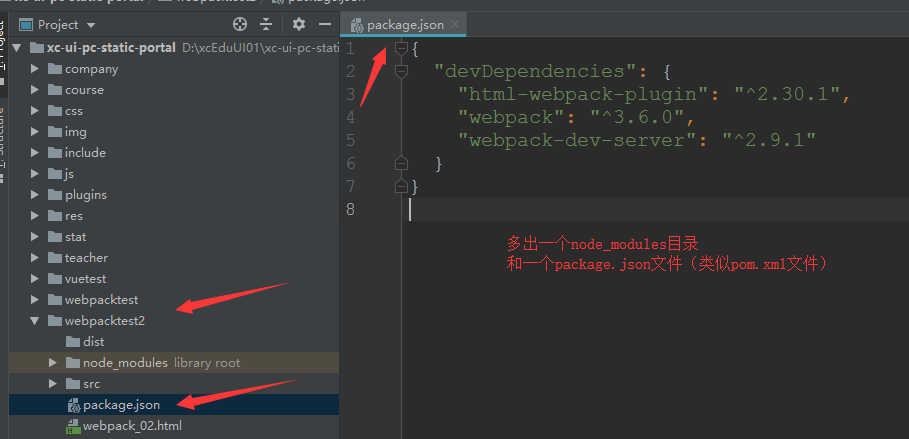 Project
package.json
xc-ui-pc-static-portal D:\xcEduUI01\xc-ui-pc-stati
company
course
css
img
include
js
plugins
res
stat
teacher
vuetest
webpacktest
webpacktest2
dist
node_modules library root
src
package.json
webpack_02.html
1 {
2 "devDependencies": {
3 "html-webpack-plugin": "^2.30.1",
4 "webpack": "^3.6.0",
5 "webpack-dev-server": "^2.9.1"
6 }
7 }
8
多出一个node_modules目录
和一个package.json文件（类似pom.xml文件）